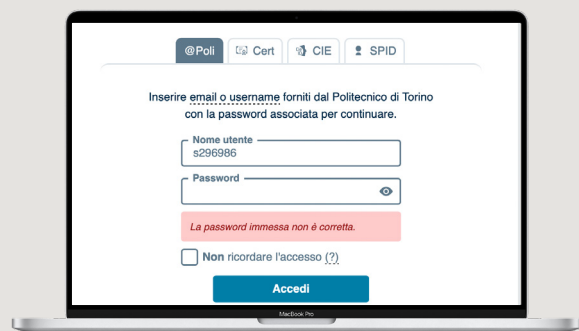 @Poli Cert CIE SPID
Inserire email o username forniti dal Politecnico di Torino
con la password associata per continuare.
Nome utente
s296986
Password
La password immessa non è corretta.
Non ricordare l'accesso (?)
Accedi
MacBook Pro